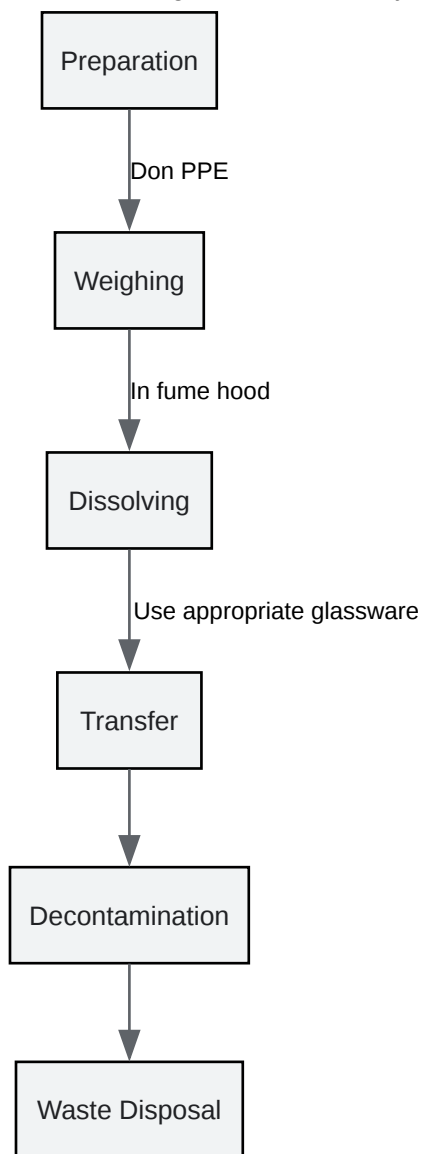 Preparation
Don PPE
Weighing
In fume hood
Dissolving
Use appropriate glassware
Transfer
Decontamination
Waste Disposal